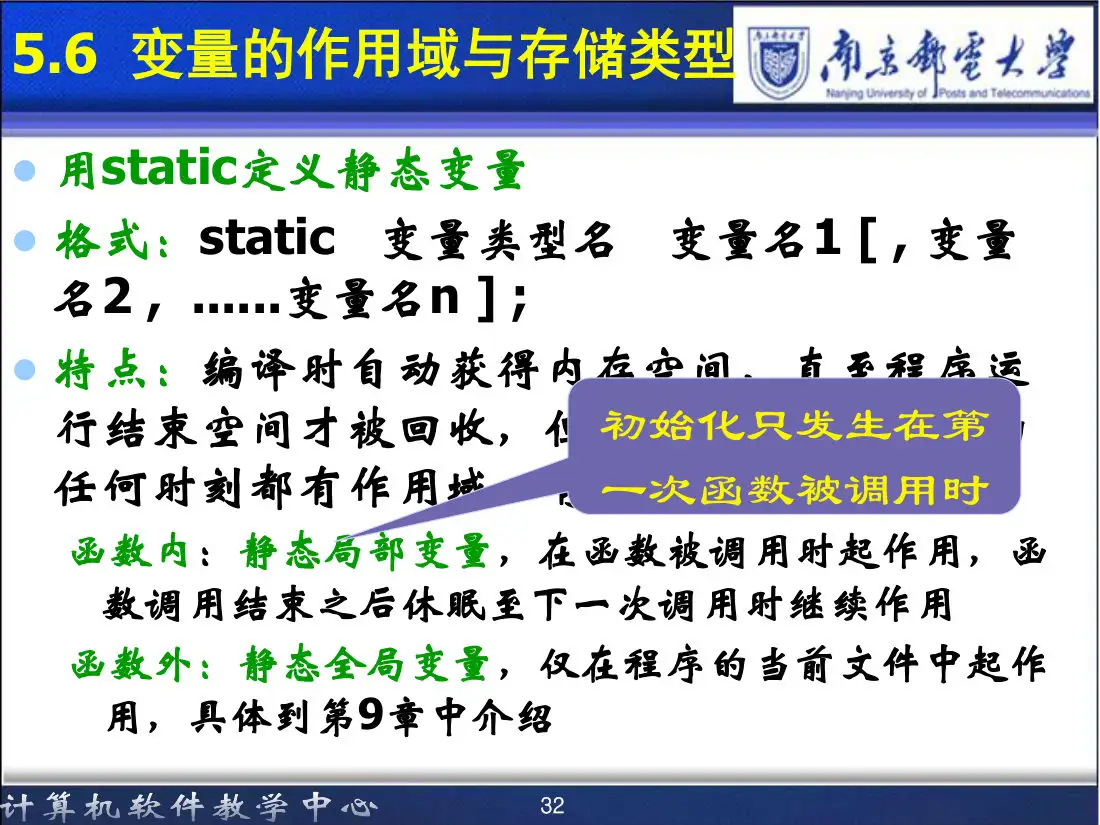 5.6 变量的作用域与存储类型
南京邮电大学
Nanjing University of Posts and Telecommunications
用static定义静态变量
格式：static 变量类型名 变量名1 [ , 变量
名2 , ……变量名n ] ;
特点：编译时自动获得内存空间，直至程序运
行结束空间才被回收，但
任何时刻都有作用域
初始化只发生在第
一次函数被调用时
函数内：静态局部变量，在函数被调用时起作用，函
数调用结束之后休眠至下一次调用时继续作用
函数外：静态全局变量，仅在程序的当前文件中起作
用，具体到第9章中介绍
计算机软件教学中心
32